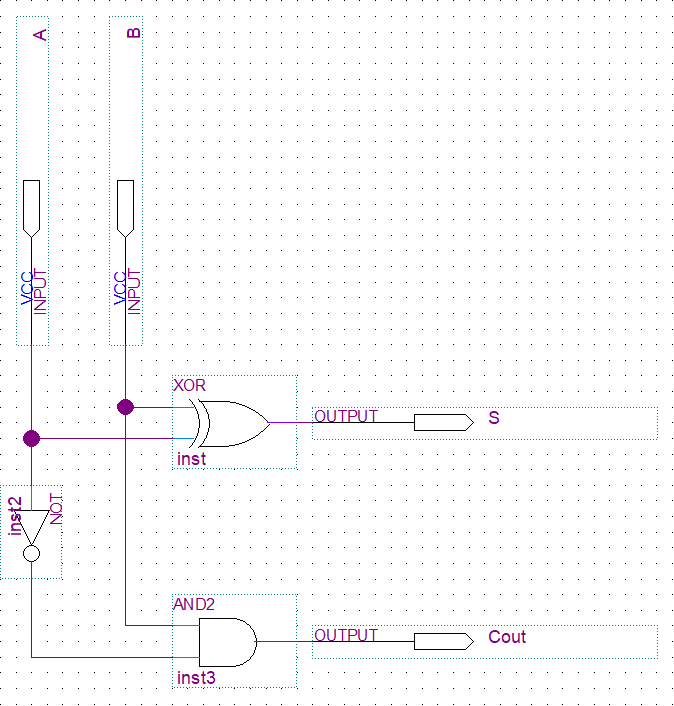 A
B
VCC
INPUT
VCC
INPUT
XOR
inst
OUTPUT
S
inst2
NOT
AND2
inst3
OUTPUT
Cout